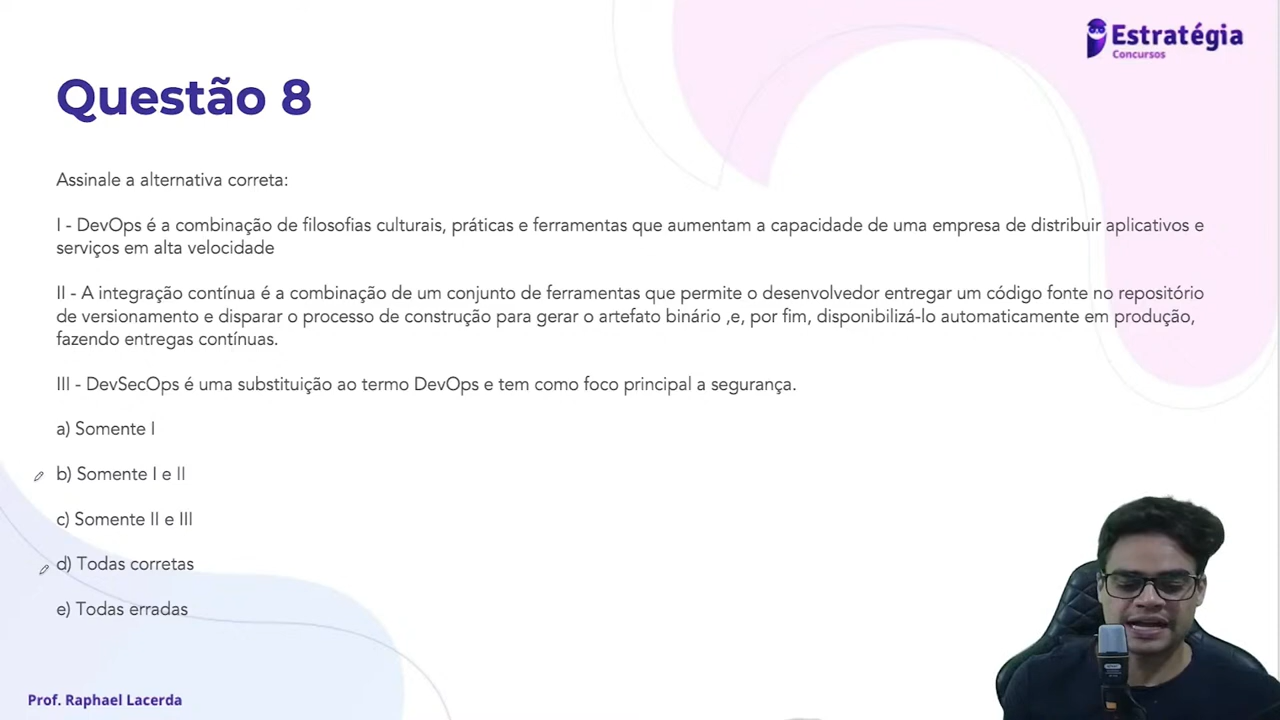 Estratégia
Concursos
Questão 8
Assinale a alternativa correta:
I - DevOps é a combinação de filosofias culturais, práticas e ferramentas que aumentam a capacidade de uma empresa de distribuir aplicativos e
serviços em alta velocidade
II - A integração contínua é a combinação de um conjunto de ferramentas que permite o desenvolvedor entregar um código fonte no repositório
de versionamento e disparar o processo de construção para gerar o artefato binário ,e, por fim, disponibilizá-lo automaticamente em produção,
fazendo entregas contínuas.
III - DevSecOps é uma substituição ao termo DevOps e tem como foco principal a segurança.
a) Somente I
b) Somente I e II
c) Somente II e III
d) Todas corretas
e) Todas erradas
Prof. Raphael Lacerda